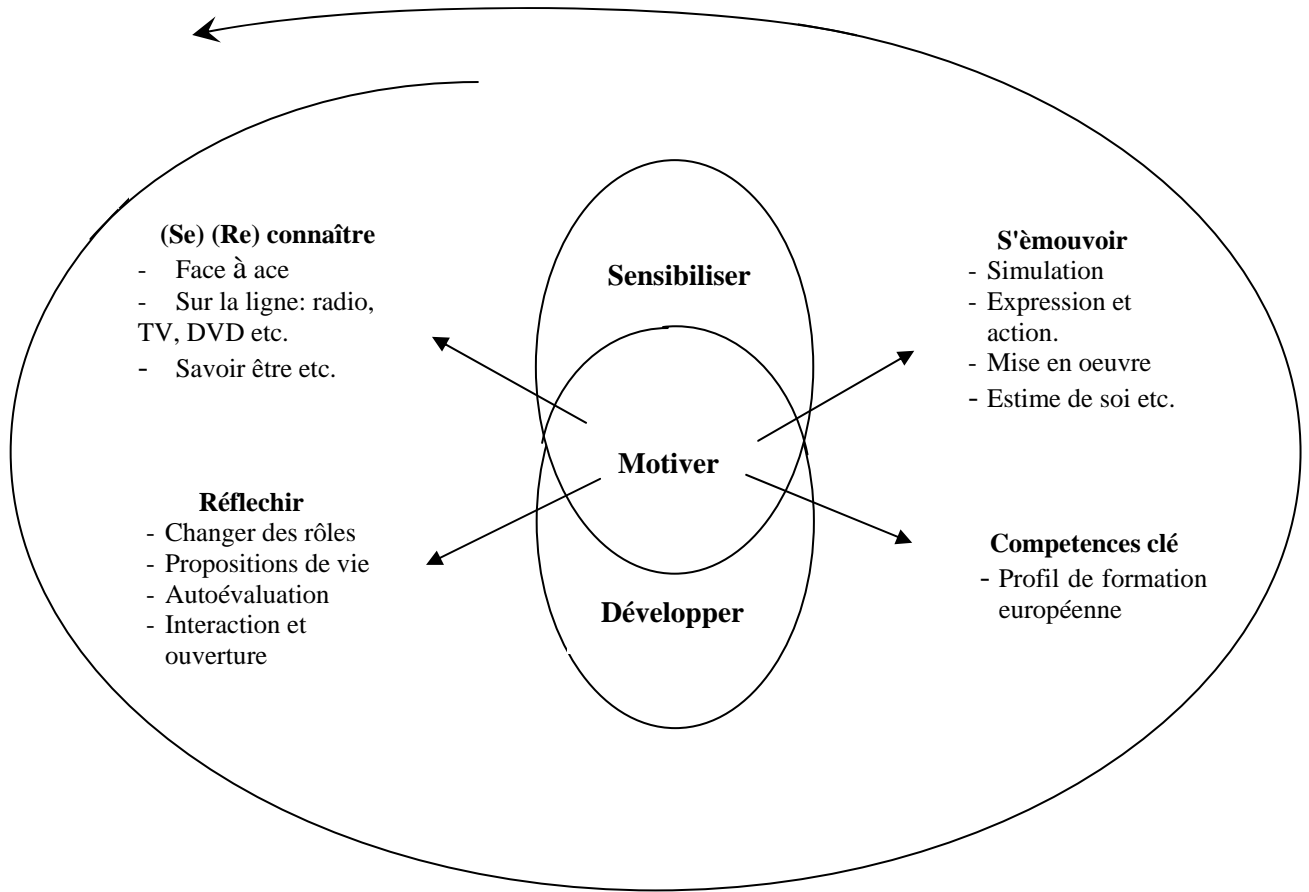 (Se) (Re) connaître
- Face à ace
- Sur la ligne: radio,
TV, DVD etc.
- Savoir être etc.
Sensibiliser
S'èmouvoir
- Simulation
- Expression et
action.
- Mise en oeuvre
- Estime de soi etc.
Motiver
Réflechir
- Changer des rôles
- Propositions de vie
- Autoévaluation
- Interaction et
ouverture
Développer
Competences clé
- Profil de formation
européenne